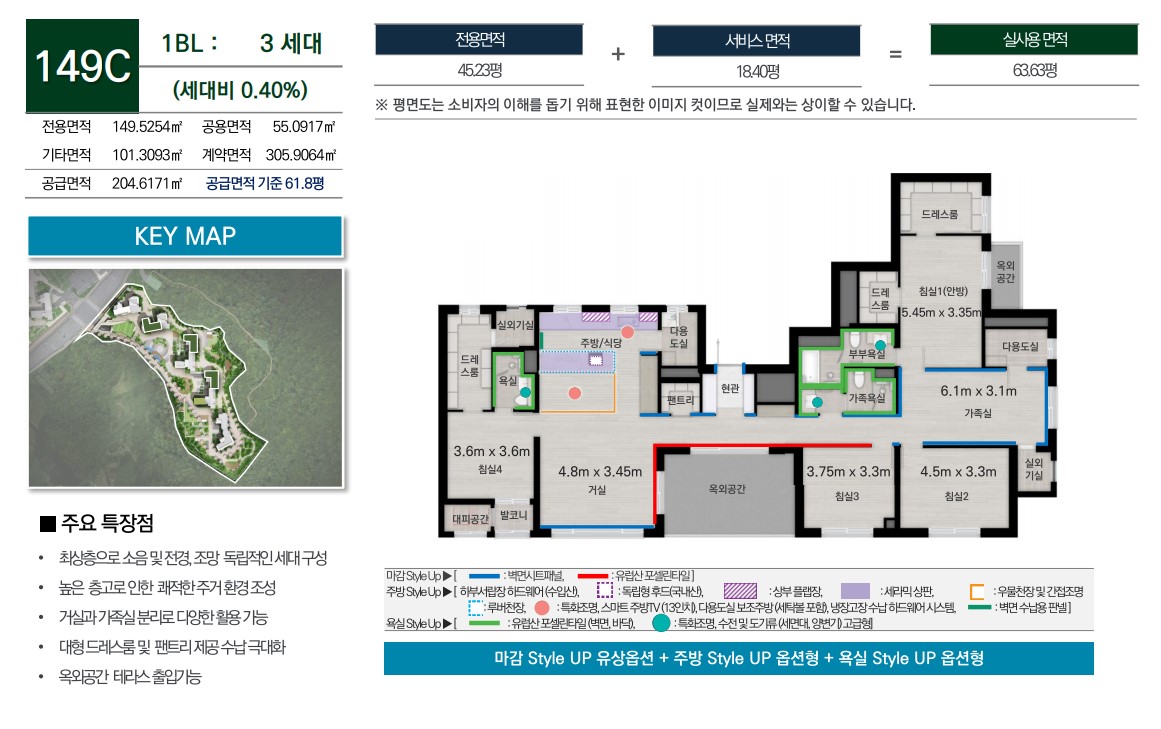 149C
1BL : 3 세대
(세대비 0.40%)
전용면적 149.5254㎡ 공용면적 55.0917㎡
기타면적 101.3093㎡ 계약면적 305.9064㎡
공급면적 204.6171㎡ 공급면적 기준 61.8평
전용면적 + 서비스 면적 = 실사용 면적
45.23평 18.40평 63.63평
※ 평면도는 소비자의 이해를 돕기 위해 표현한 이미지 컷이므로 실제와는 상이할 수 있습니다.
KEY MAP
■ 주요 특장점
• 최상층으로 소음 및 전경, 조망 독립적인 세대 구성
• 높은 층고로 인한 쾌적한 주거 환경 조성
• 거실과 가족실 분리로 다양한 활용 가능
• 대형 드레스룸 및 팬트리 제공 수납 극대화
• 옥외공간 테라스 출입가능
드레스룸
옥외
공간
드레
스룸
침실1(안방)
5.45m x 3.35m
실외기실
주방/식당
다용
도실
드레
스룸
욕실
부부욕실
다용도실
현관
팬트리
가족욕실
6.1m x 3.1m
가족실
3.6m x 3.6m
침실4
4.8m x 3.45m
거실
옥외공간
3.75m x 3.3m
침실3
4.5m x 3.3m
침실2
실외
기실
대피공간
발코니
마감 Style Up ▶ [ : 벽면시트패널, : 유럽산 포셀린타일 ]
주방 Style Up ▶ [ 하부서랍장 하드웨어 (수입산), : 독립형 후드(국내산), : 상부 플랩장, : 세라믹 상판, : 우물천장 및 간접조명
: 루버천장, : 특화조명, 스마트 주방TV (13인치), 다용도실 보조주방 (세탁볼 포함), 냉장고장 수납 하드웨어 시스템, : 벽면 수납용 판넬 ]
욕실 Style Up ▶ [ : 유럽산 포셀린타일 (벽면, 바닥), : 특화조명, 수전 및 도기류 (세면대, 양변기) 고급형]
마감 Style UP 유상옵션 + 주방 Style UP 옵션형 + 욕실 Style UP 옵션형